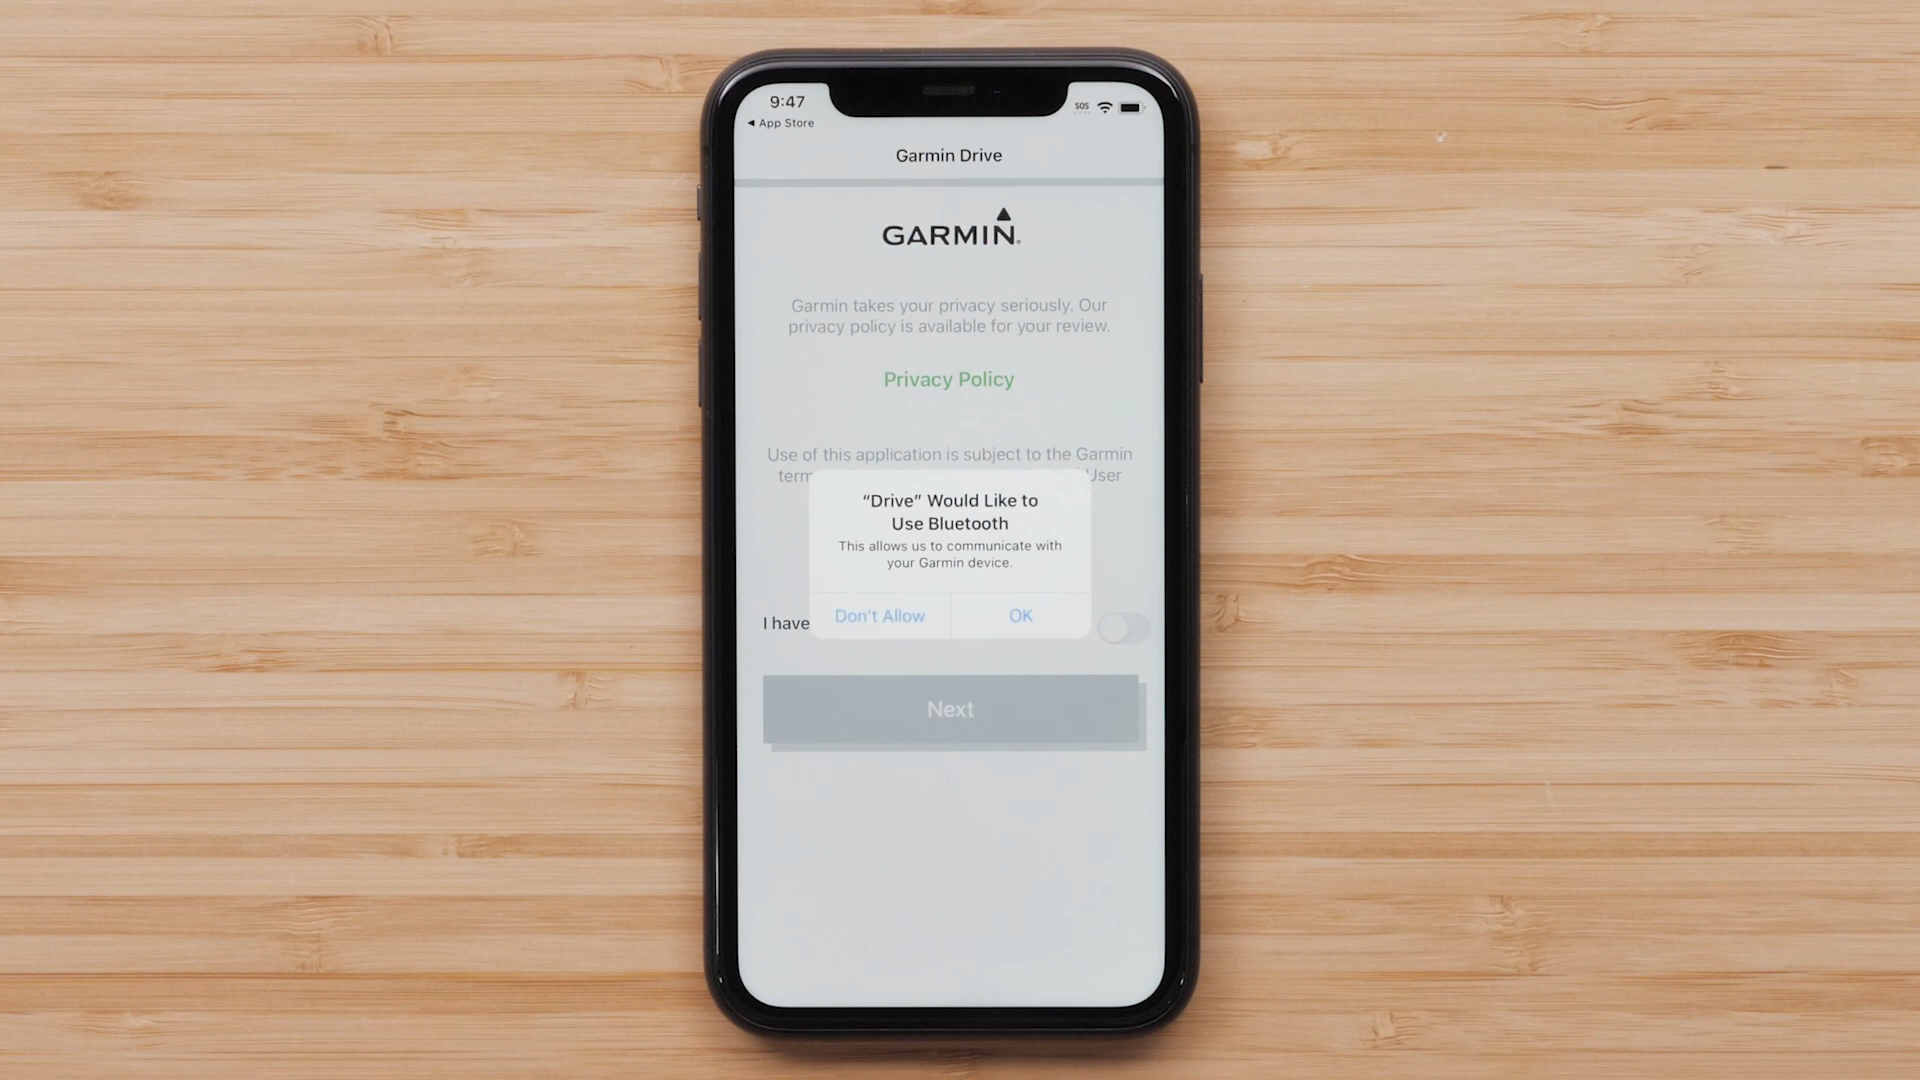 9:47
SOS
◄ App Store
Garmin Drive
GARMIN.
Garmin takes your privacy seriously. Our
privacy policy is available for your review.
Privacy Policy
Use of this application is subject to the Garmin
User
"Drive" Would Like to
Use Bluetooth
This allows us to communicate with
your Garmin device.
Don't Allow
OK
I have
Next